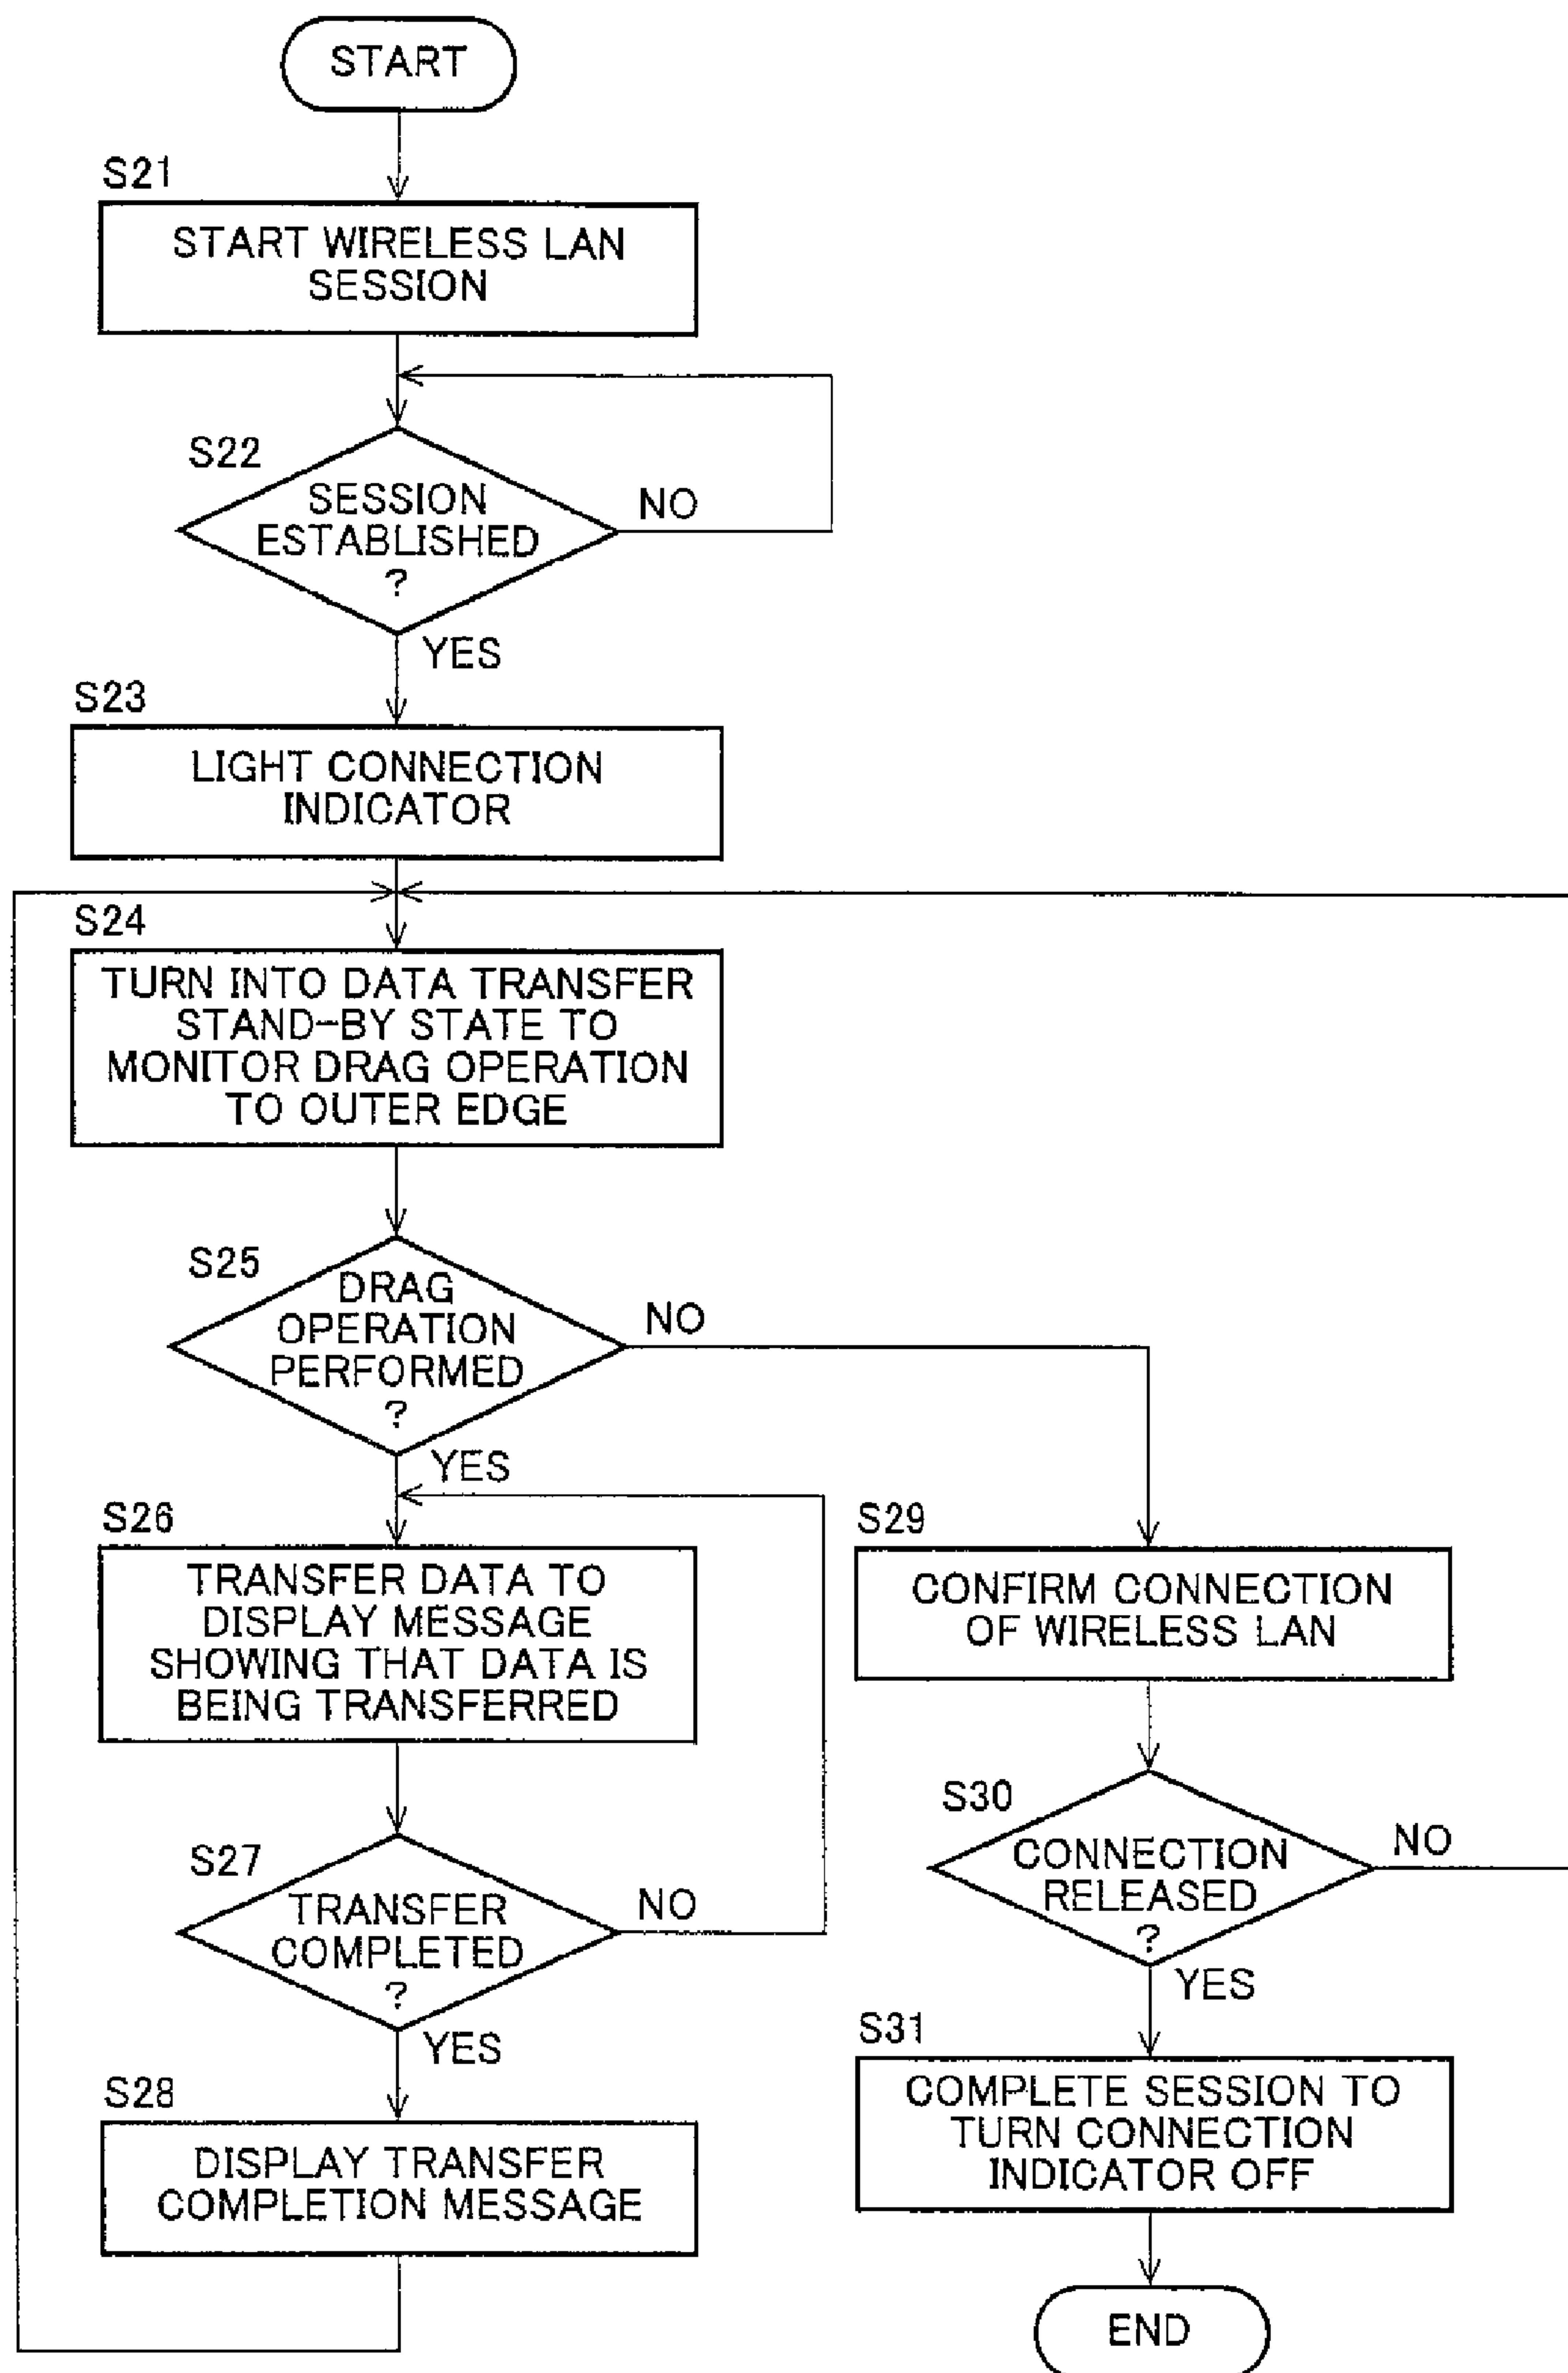 START
S21
START WIRELESS LAN
SESSION
S22
SESSION
ESTABLISHED
?
NO
YES
S23
LIGHT CONNECTION
INDICATOR
S24
TURN INTO DATA TRANSFER
STAND-BY STATE TO
MONITOR DRAG OPERATION
TO OUTER EDGE
S25
DRAG
OPERATION
PERFORMED
?
NO
YES
S26
TRANSFER DATA TO
DISPLAY MESSAGE
SHOWING THAT DATA IS
BEING TRANSFERRED
S27
TRANSFER
COMPLETED
?
NO
YES
S28
DISPLAY TRANSFER
COMPLETION MESSAGE
S29
CONFIRM CONNECTION
OF WIRELESS LAN
S30
CONNECTION
RELEASED
?
NO
YES
S31
COMPLETE SESSION TO
TURN CONNECTION
INDICATOR OFF
END